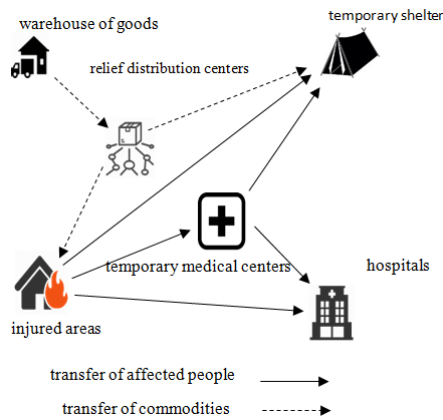 warehouse of goods
temporary shelter
relief distribution centers
temporary medical centers
hospitals
injured areas
transfer of affected people
transfer of commodities